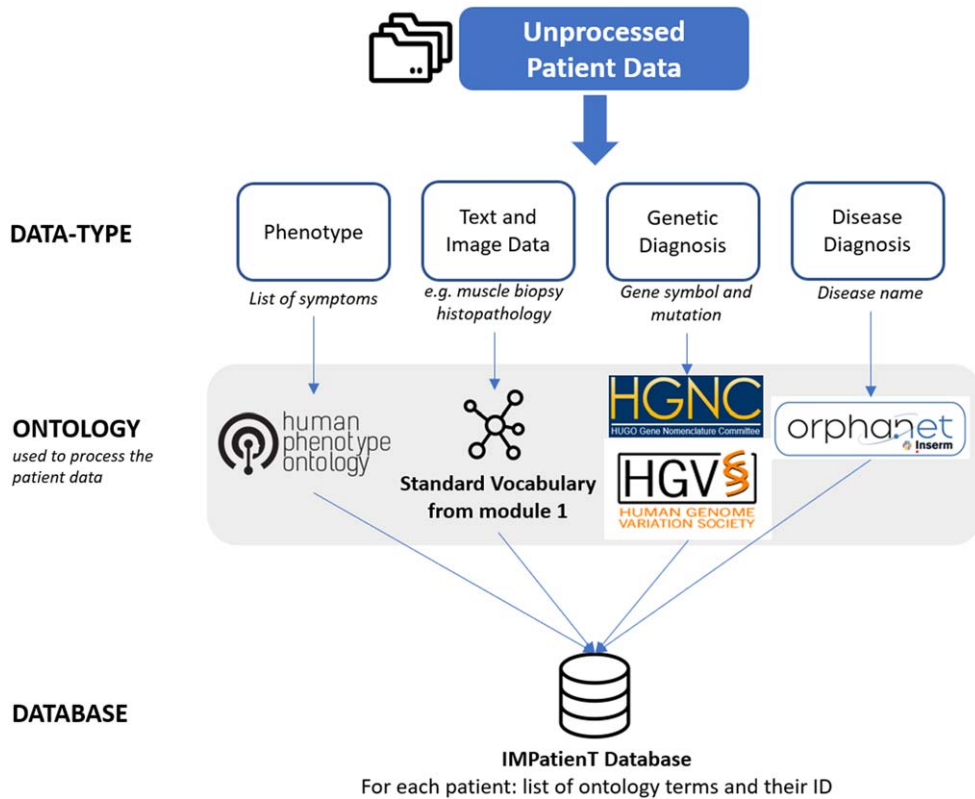 Unprocessed
Patient Data
DATA-TYPE
Phenotype
Text and
Image Data
Genetic
Diagnosis
Disease
Diagnosis
List of symptoms
e.g. muscle biopsy
histopathology
Gene symbol and
mutation
Disease name
ONTOLOGY
used to process the
patient data
human
phenotype
ontology
Standard Vocabulary
from module 1
HGNC
HUGO Gene Nomenclature Committee
HGVS
HUMAN GENOME
VARIATION SOCIETY
orphanet
Inserm
DATABASE
IMPatienT Database
For each patient: list of ontology terms and their ID